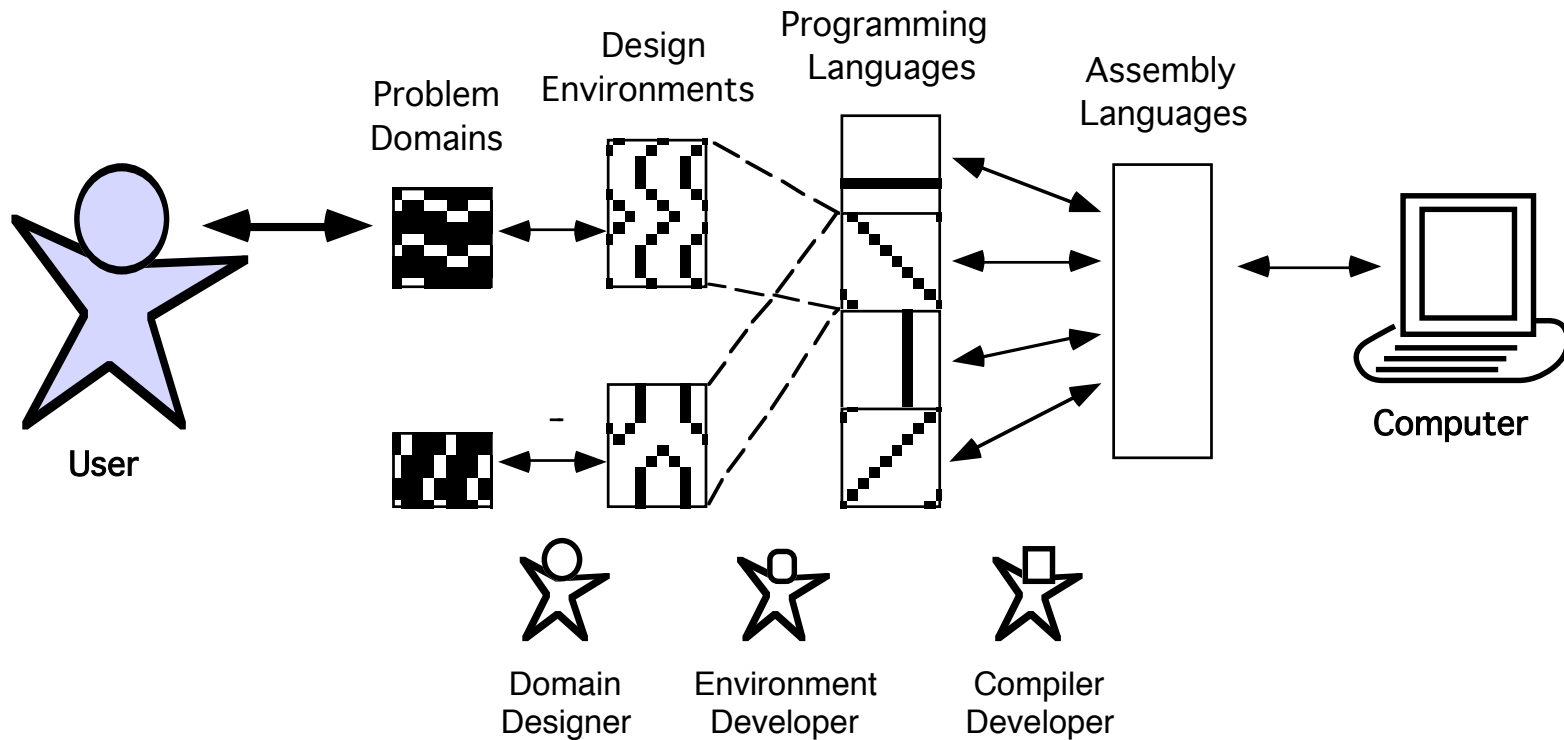 Problem
Domains
Design
Environments
Programming
Languages
Assembly
Languages
User
Computer
Domain
Designer
Environment
Developer
Compiler
Developer